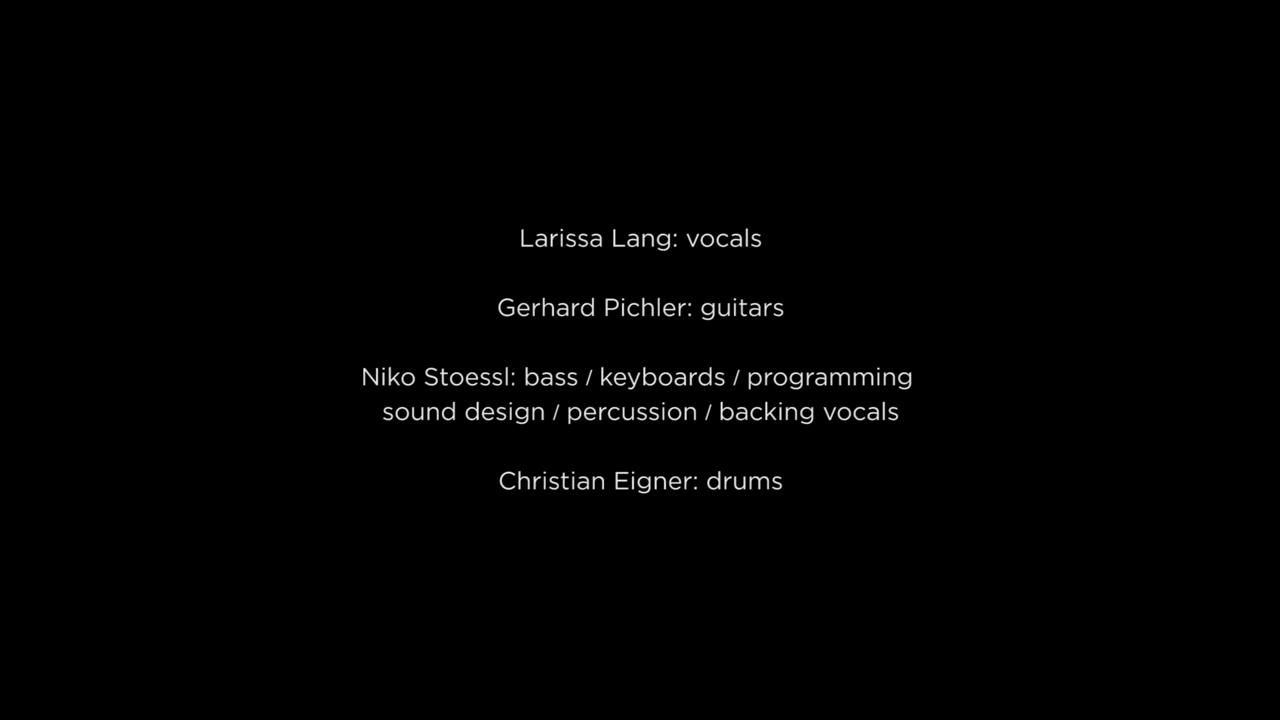 Larissa Lang: vocals
Gerhard Pichler: guitars
Niko Stoessl: bass / keyboards / programming
sound design / percussion / backing vocals
Christian Eigner: drums